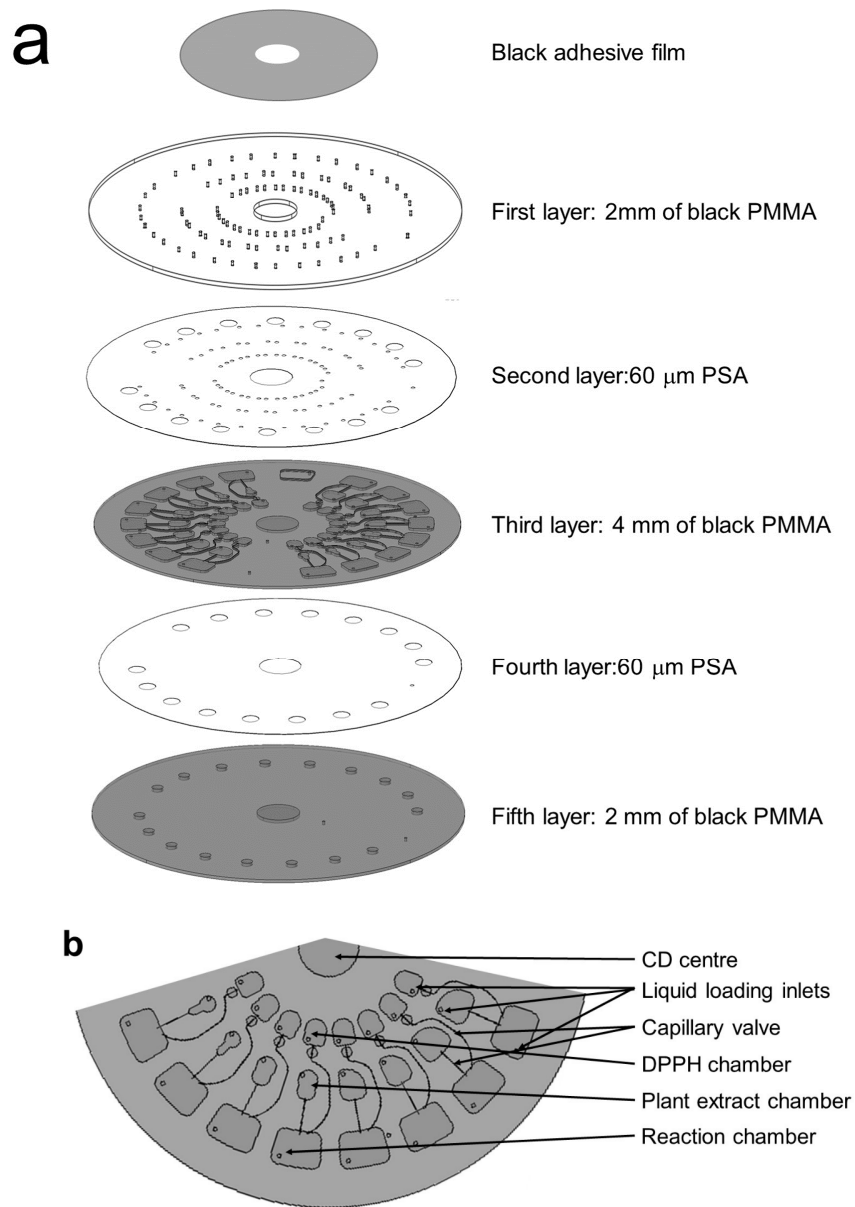 a
Black adhesive film
First layer: 2mm of black PMMA
Second layer:60 μm PSA
Third layer: 4 mm of black PMMA
Fourth layer:60 μm PSA
Fifth layer: 2 mm of black PMMA
b
CD centre
Liquid loading inlets
Capillary valve
DPPH chamber
Plant extract chamber
Reaction chamber